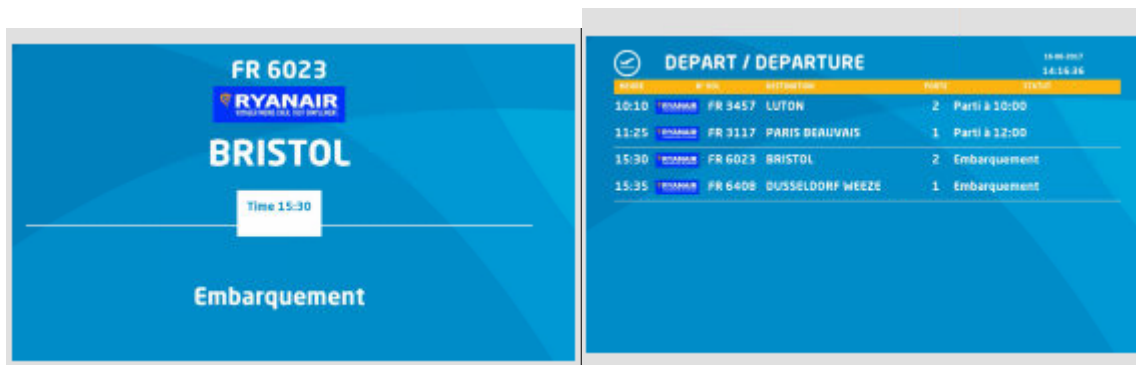 FR 6023
RYANAIR
BRISTOL
Time 15:30
Embarquement
DEPART / DEPARTURE
14:16:36
10:10 RYANAIR FR 3457 LUTON 2 Parti à 10:00
11:25 RYANAIR FR 3117 PARIS BEAUVAIS 1 Parti à 12:00
15:30 RYANAIR FR 6023 BRISTOL 2 Embarquement
15:35 RYANAIR FR 6408 DUSSELDORF WEEZE 1 Embarquement